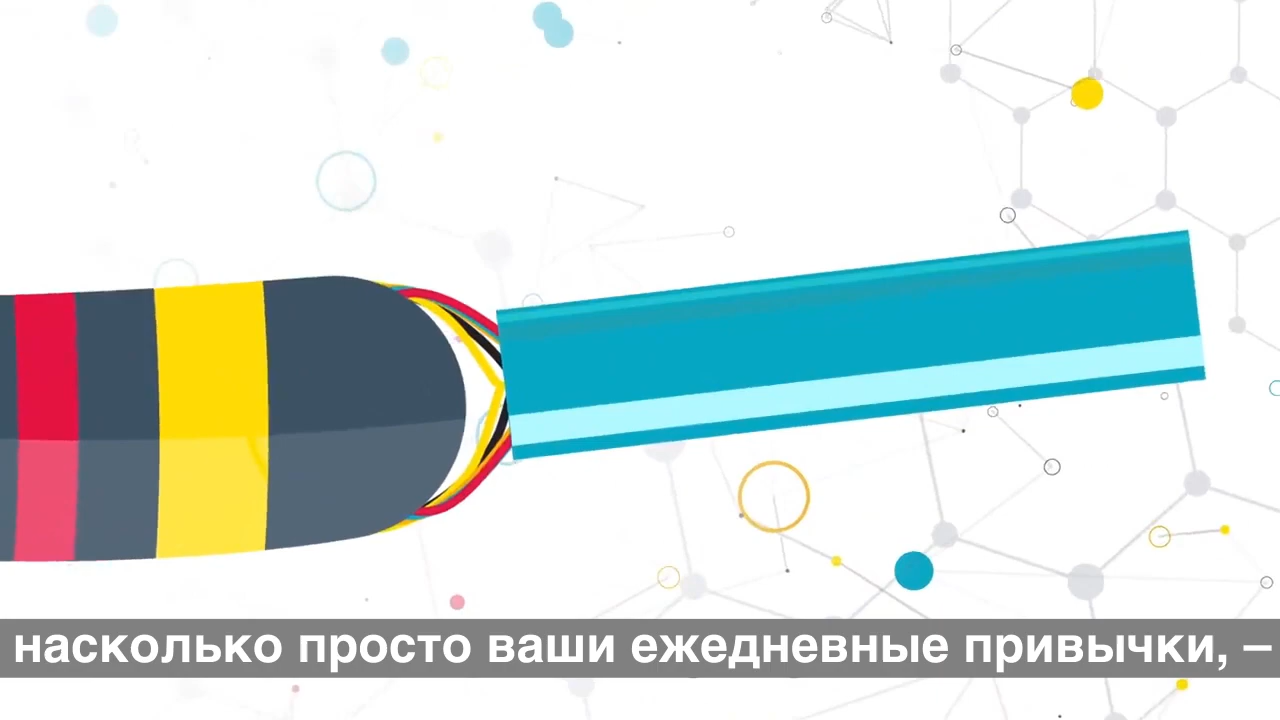 насколько просто ваши ежедневные привычки, –